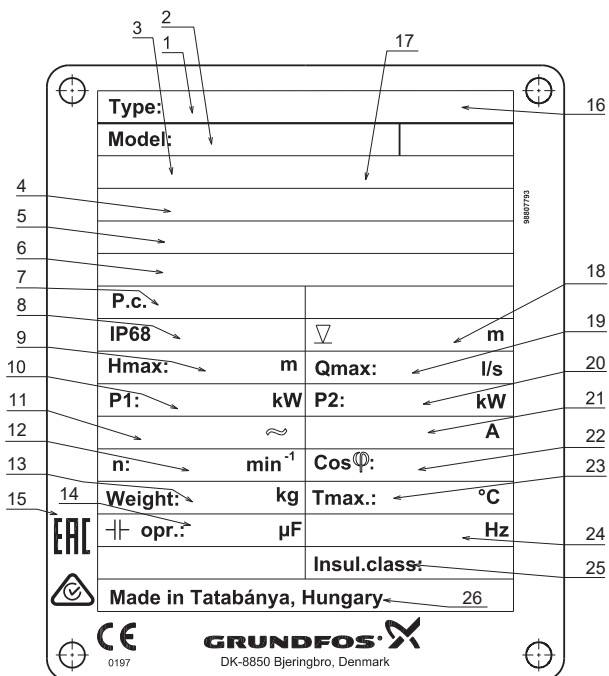 2
3
1
17
16
Type:
Model:
98807793
4
5
6
7
P.c.
8
18
IP68
m
9
19
Hmax: m Qmax: l/s
10
20
P1: kW P2: kW
11
21
≈ A
12
22
n: min⁻¹ Cosφ:
13
23
Weight: kg Tmax.: °C
14
15
EAC
opr.: µF Hz
24
Insul.class:
25
Made in Tatabánya, Hungary
26
CE
0197
GRUNDFOS
DK-8850 Bjeringbro, Denmark